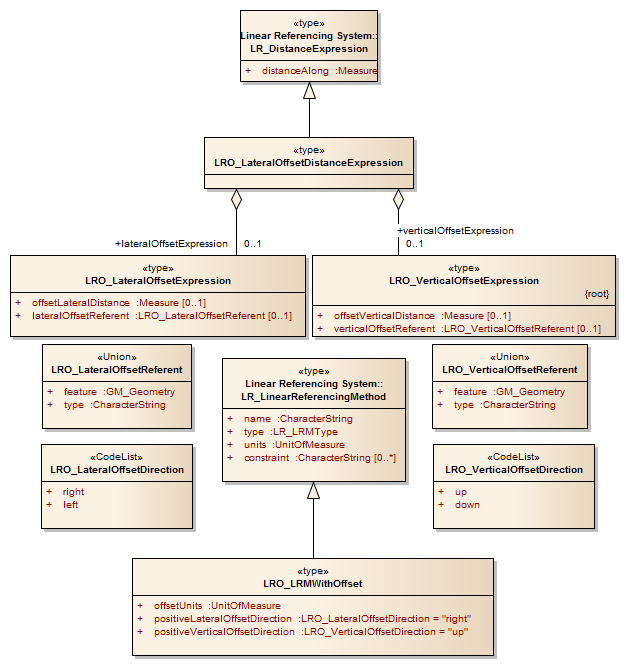 «type»
Linear Referencing System::
LR_DistanceExpression
+ distanceAlong :Measure
«type»
LRO_LateralOffsetDistanceExpression
+lateralOffsetExpression 0..1
+verticalOffsetExpression
0..1
«type»
LRO_LateralOffsetExpression
+ offsetLateralDistance :Measure [0..1]
+ lateralOffsetReferent :LRO_LateralOffsetReferent [0..1]
«type»
LRO_VerticalOffsetExpression
{root}
+ offsetVerticalDistance :Measure [0..1]
+ verticalOffsetReferent :LRO_VerticalOffsetReferent [0..1]
«Union»
LRO_LateralOffsetReferent
+ feature :GM_Geometry
+ type :CharacterString
«type»
Linear Referencing System::
LR_LinearReferencingMethod
+ name :CharacterString
+ type :LR_LRMType
+ units :UnitOfMeasure
+ constraint :CharacterString [0..*]
«Union»
LRO_VerticalOffsetReferent
+ feature :GM_Geometry
+ type :CharacterString
«CodeList»
LRO_LateralOffsetDirection
+ right
+ left
«CodeList»
LRO_VerticalOffsetDirection
+ up
+ down
«type»
LRO_LRMWithOffset
+ offsetUnits :UnitOfMeasure
+ positiveLateralOffsetDirection :LRO_LateralOffsetDirection = "right"
+ positiveVerticalOffsetDirection :LRO_VerticalOffsetDirection = "up"